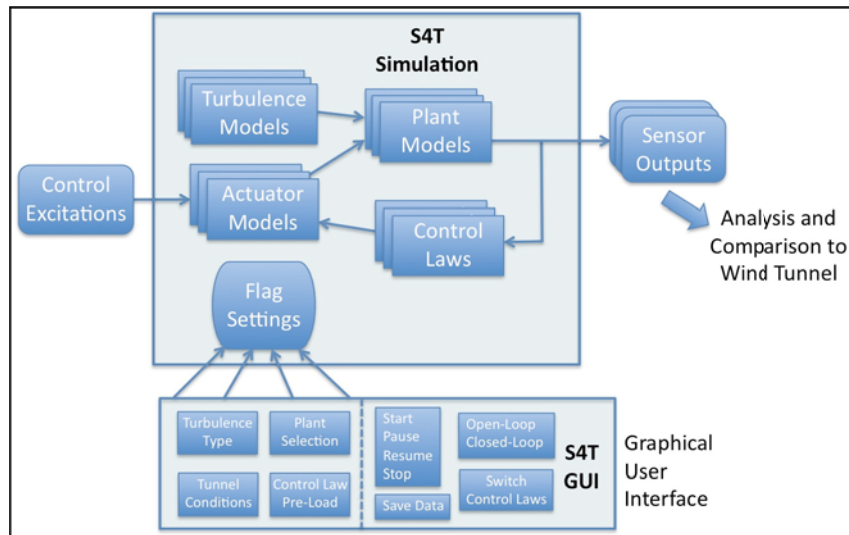 S4T
Simulation
Turbulence
Models
Plant
Models
Sensor
Outputs
Control
Excitations
Actuator
Models
Control
Laws
Analysis and
Comparison to
Wind Tunnel
Flag
Settings
Turbulence
Type
Plant
Selection
Tunnel
Conditions
Control Law
Pre-Load
Start
Pause
Resume
Stop
Save Data
Open-Loop
Closed-Loop
Switch
Control Laws
S4T
GUI
Graphical
User
Interface